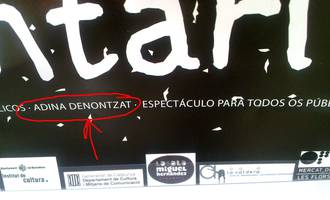 ntari
LICOS · ADINA DENONTZAT · ESPECTÁCULO PARA TODOS OS PÚBL
Institut de cultura
Generalitat de Catalunya
Departament de Cultura
i Mitjans de Comunicació
SALA
miguel
hernández
la caldera
MERCAT DE
LES FLORS